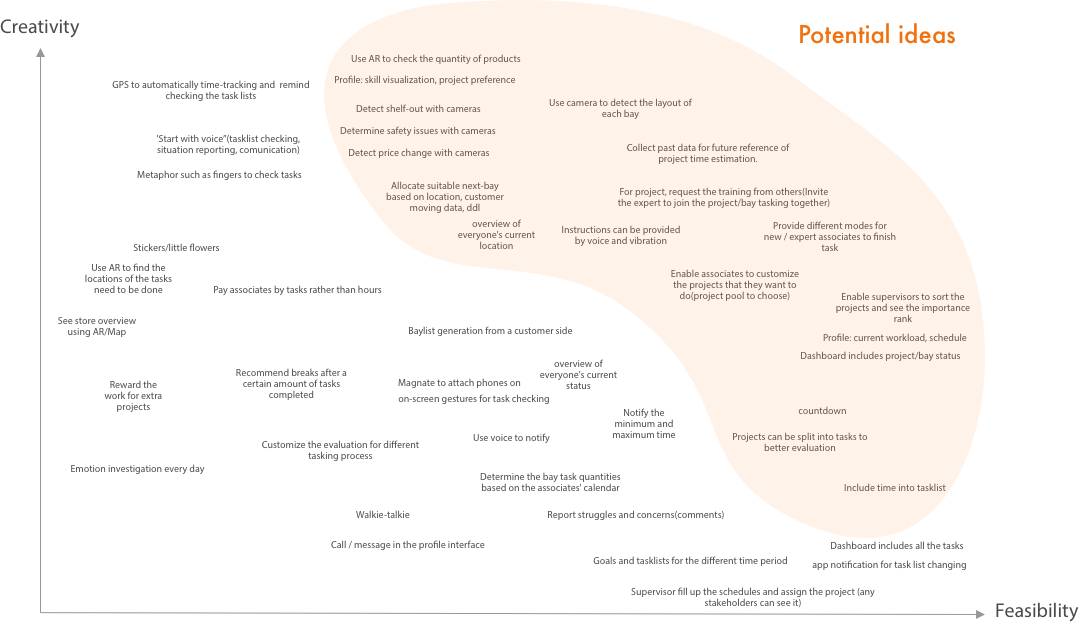 Creativity
Potential ideas
Use AR to check the quantity of products
Profile: skill visualization, project preference
GPS to automatically time-tracking and remind
checking the task lists
Detect shelf-out with cameras
Use camera to detect the layout of
each bay
Determine safety issues with cameras
'Start with voice"(tasklist checking,
situation reporting, comunication)
Detect price change with cameras
Collect past data for future reference of
project time estimation.
Metaphor such as fingers to check tasks
Allocate suitable next-bay
based on location, customer
moving data, ddl
For project, request the training from others(Invite
the expert to join the project/bay tasking together)
overview of
everyone's current
location
Instructions can be provided
by voice and vibration
Provide different modes for
new / expert associates to finish
task
Stickers/little flowers
Use AR to find the
locations of the tasks
need to be done
Pay associates by tasks rather than hours
Enable associates to customize
the projects that they want to
do(project pool to choose)
Enable supervisors to sort the
projects and see the importance
rank
See store overview
using AR/Map
Baylist generation from a customer side
Profile: current workload, schedule
Dashboard includes project/bay status
Reward the
work for extra
projects
Recommend breaks after a
certain amount of tasks
completed
Magnate to attach phones on
overview of
everyone's current
status
on-screen gestures for task checking
Notify the
minimum and
maximum time
countdown
Customize the evaluation for different
tasking process
Use voice to notify
Projects can be split into tasks to
better evaluation
Emotion investigation every day
Determine the bay task quantities
based on the associates' calendar
Include time into tasklist
Walkie-talkie
Report struggles and concerns(comments)
Call / message in the profile interface
Dashboard includes all the tasks
Goals and tasklists for the different time period
app notification for task list changing
Supervisor fill up the schedules and assign the project (any
stakeholders can see it)
Feasibility